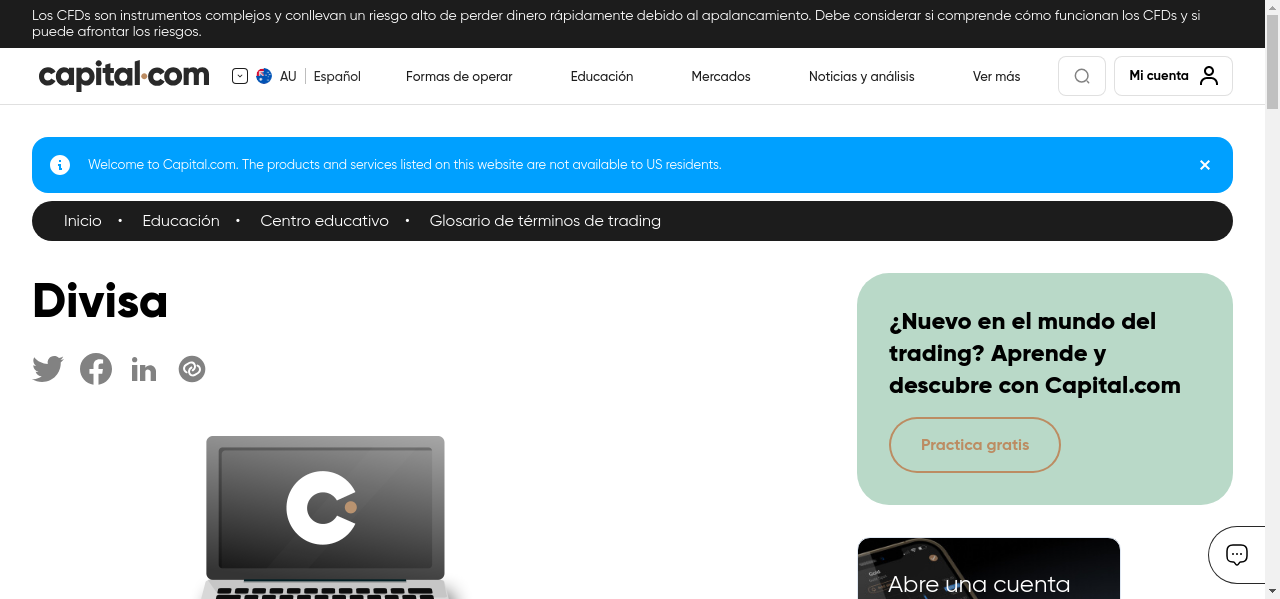 Los CFDs son instrumentos complejos y conllevan un riesgo alto de perder dinero rápidamente debido al apalancamiento. Debe considerar si comprende cómo funcionan los CFDs y si
puede afrontar los riesgos.
capital.com
AU
Español
Formas de operar
Educación
Mercados
Noticias y análisis
Ver más
Mi cuenta
Welcome to Capital.com. The products and services listed on this website are not available to US residents.
Inicio • Educación • Centro educativo • Glosario de términos de trading
Divisa
¿Nuevo en el mundo del
trading? Aprende y
descubre con Capital.com
Practica gratis
Abre una cuenta